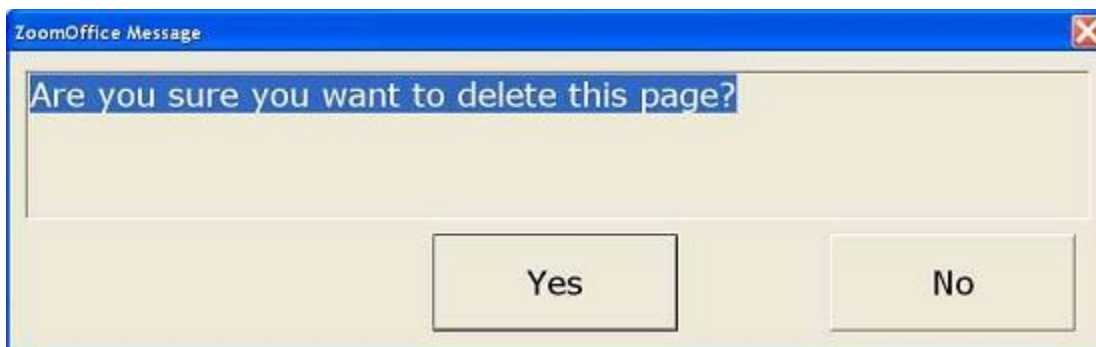 ZoomOffice Message
Are you sure you want to delete this page?
Yes No